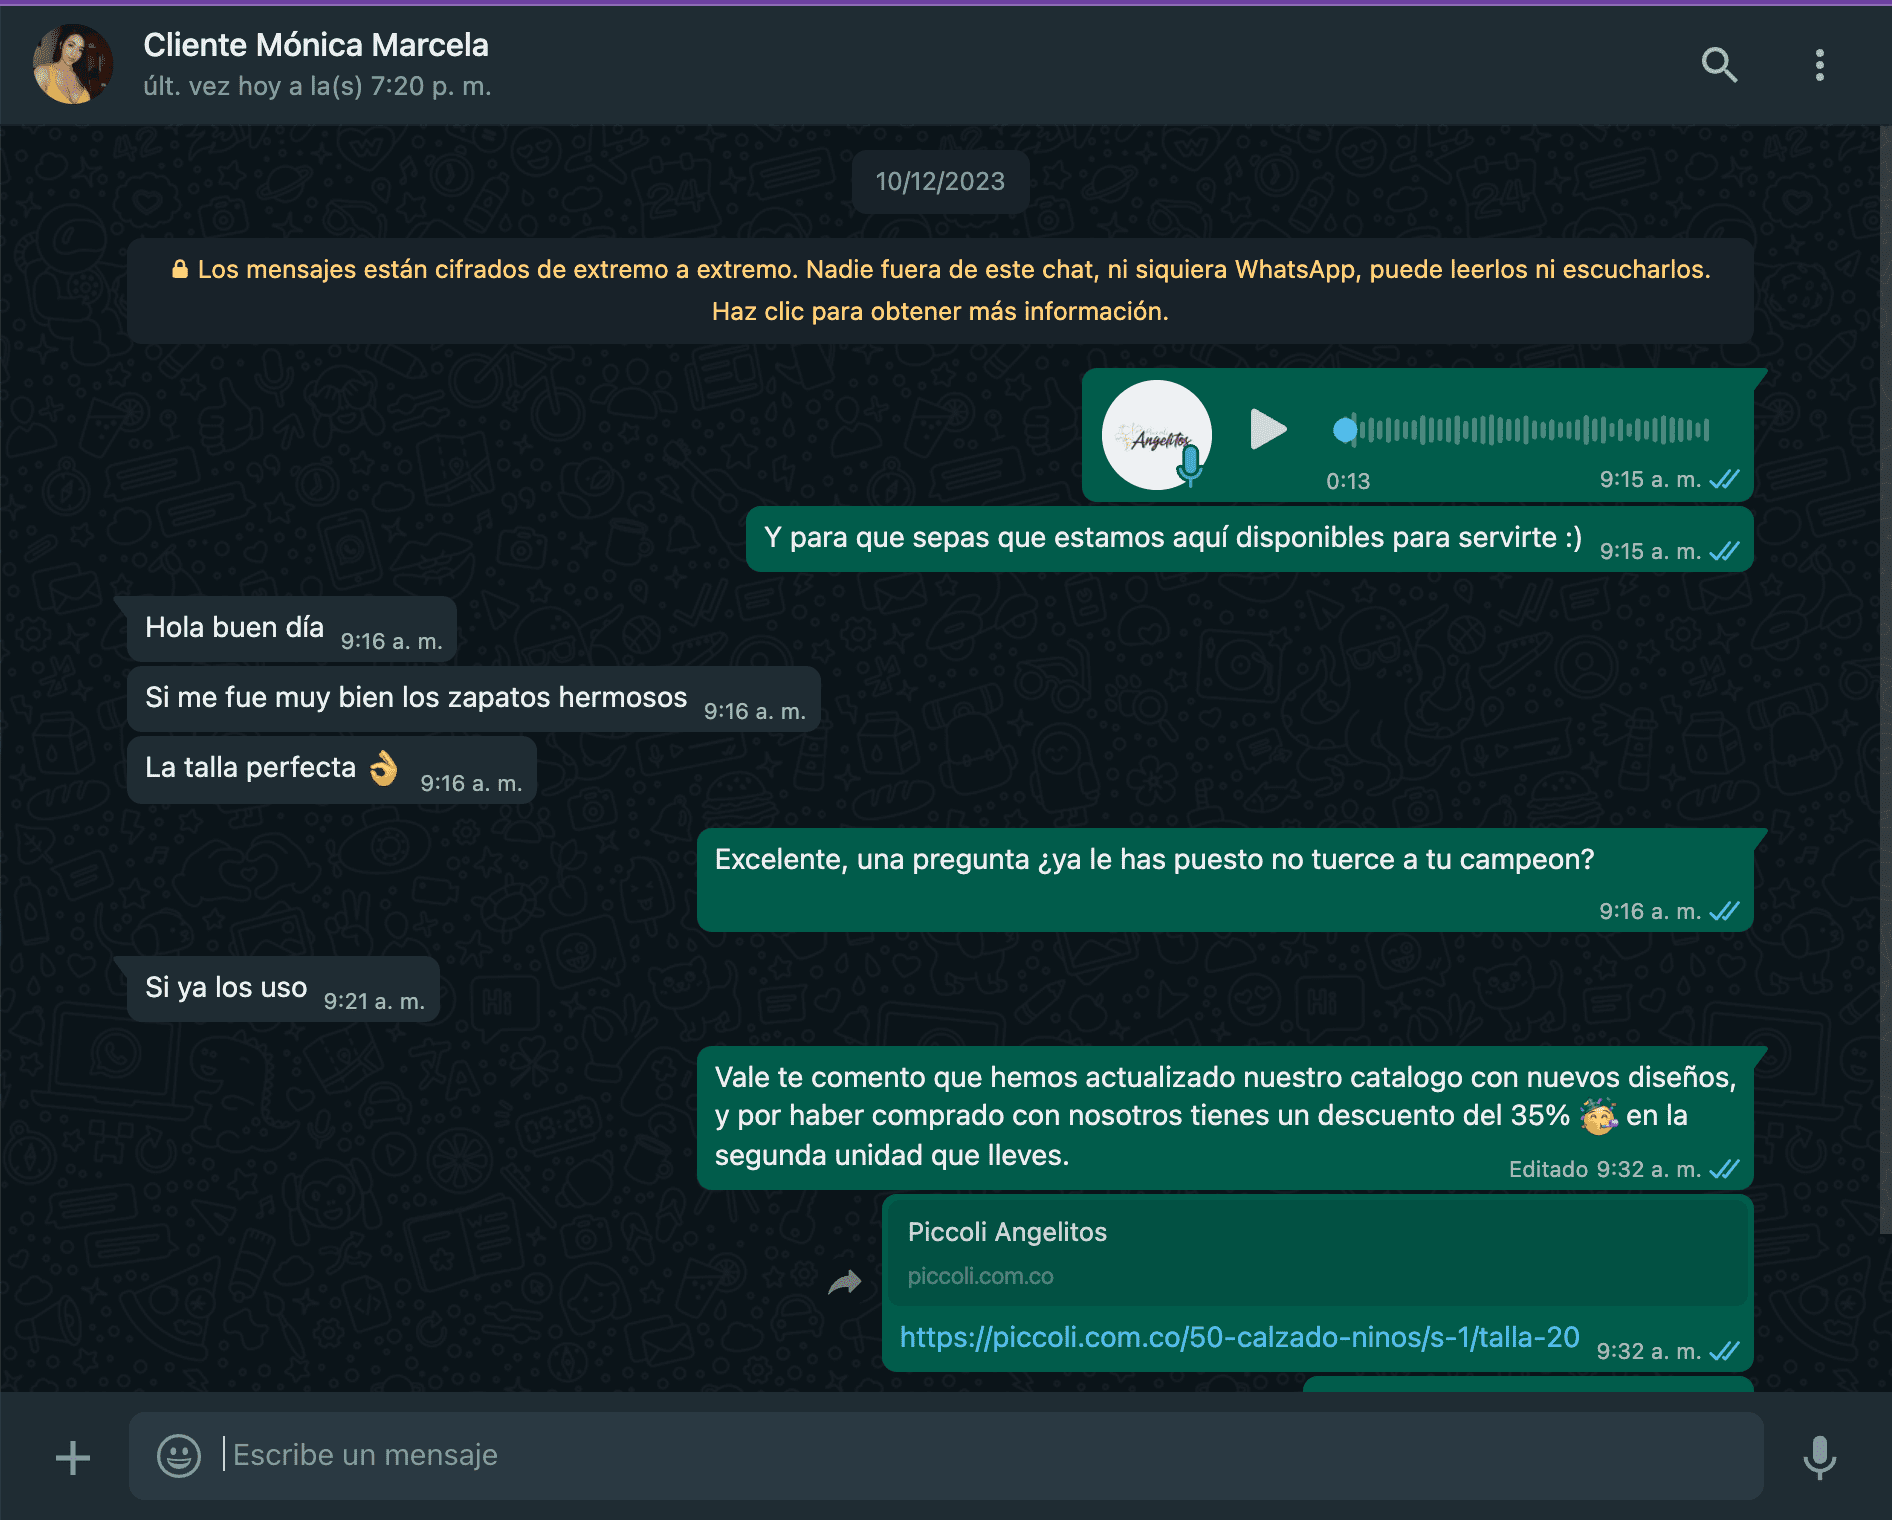 Cliente Mónica Marcela
últ. vez hoy a la(s) 7:20 p. m.
10/12/2023
Los mensajes están cifrados de extremo a extremo. Nadie fuera de este chat, ni siquiera WhatsApp, puede leerlos ni escucharlos.
Haz clic para obtener más información.
Angelitos
0:13
9:15 a. m.
Y para que sepas que estamos aquí disponibles para servirte :) 9:15 a. m.
Hola buen día 9:16 a. m.
Si me fue muy bien los zapatos hermosos 9:16 a. m.
La talla perfecta 👌 9:16 a. m.
Excelente, una pregunta ¿ya le has puesto no tuerce a tu campeon?
9:16 a. m.
Si ya los uso 9:21 a. m.
Vale te comento que hemos actualizado nuestro catalogo con nuevos diseños,
y por haber comprado con nosotros tienes un descuento del 35% 🥳 en la
segunda unidad que lleves.
Editado 9:32 a. m.
Piccoli Angelitos
piccoli.com.co
https://piccoli.com.co/50-calzado-ninos/s-1/talla-20 9:32 a. m.
Escribe un mensaje